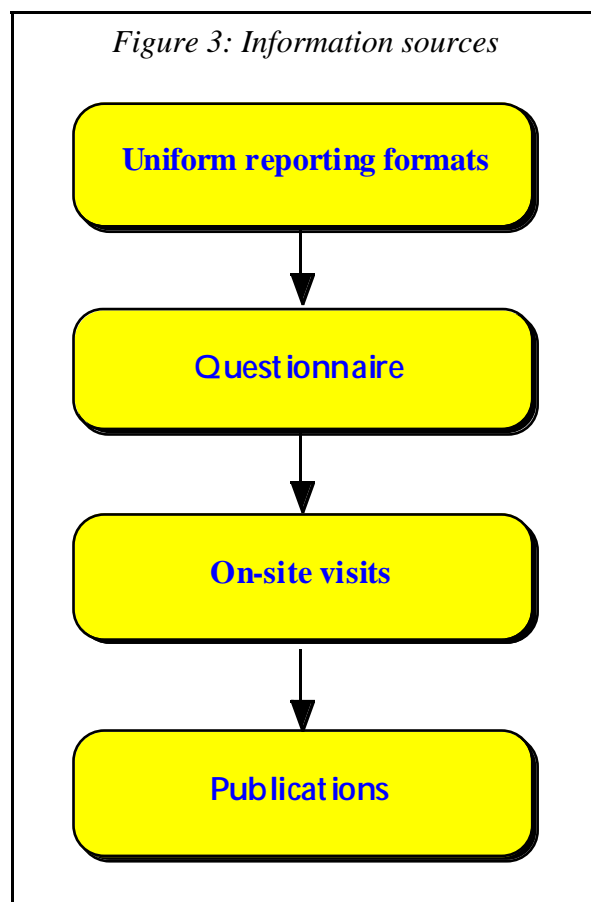 Figure 3: Information sources
Uniform reporting formats
Questionnaire
On-site visits
Publications